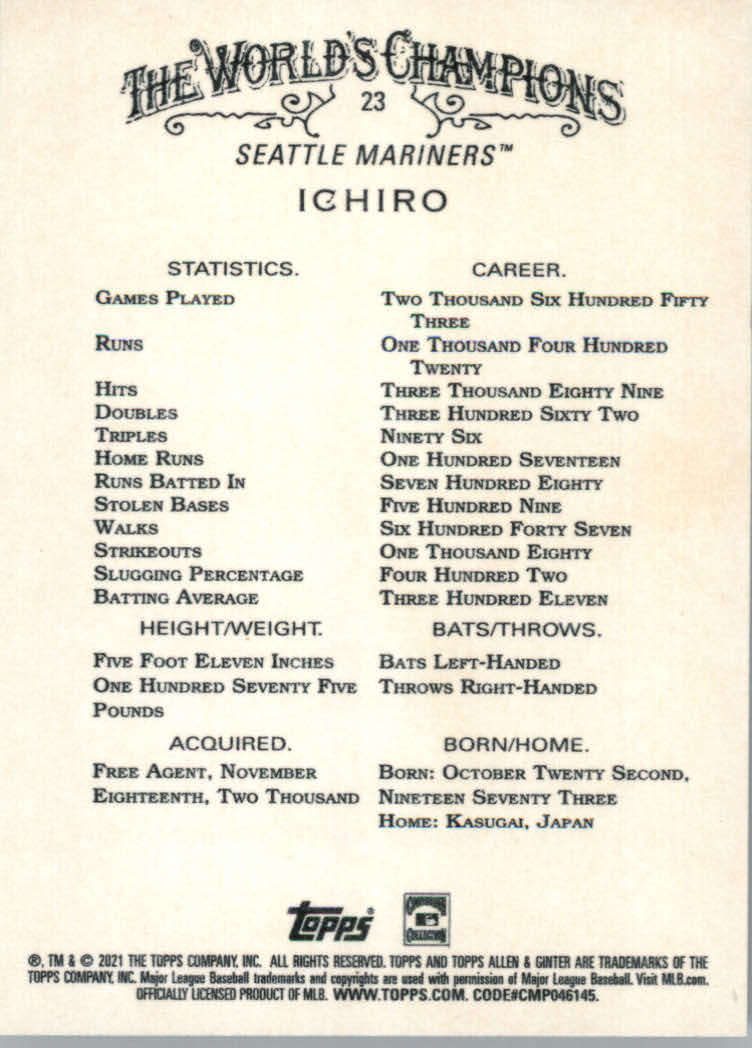 THE WORLD'S CHAMPIONS
23
SEATTLE MARINERS™
ICHIRO
STATISTICS. CAREER.
GAMES PLAYED TWO THOUSAND SIX HUNDRED FIFTY
THREE
RUNS ONE THOUSAND FOUR HUNDRED
TWENTY
HITS THREE THOUSAND EIGHTY NINE
DOUBLES THREE HUNDRED SIXTY TWO
TRIPLES NINETY SIX
HOME RUNS ONE HUNDRED SEVENTEEN
RUNS BATTED IN SEVEN HUNDRED EIGHTY
STOLEN BASES FIVE HUNDRED NINE
WALKS SIX HUNDRED FORTY SEVEN
STRIKEOUTS ONE THOUSAND EIGHTY
SLUGGING PERCENTAGE FOUR HUNDRED TWO
BATTING AVERAGE THREE HUNDRED ELEVEN
HEIGHT/WEIGHT. BATS/THROWS.
FIVE FOOT ELEVEN INCHES BATS LEFT-HANDED
ONE HUNDRED SEVENTY FIVE THROWS RIGHT-HANDED
POUNDS
ACQUIRED. BORN/HOME.
FREE AGENT, NOVEMBER BORN: OCTOBER TWENTY SECOND,
EIGHTEENTH, TWO THOUSAND NINETEEN SEVENTY THREE
HOME: KASUGAI, JAPAN
topps®
®, TM & © 2021 THE TOPPS COMPANY, INC. ALL RIGHTS RESERVED. TOPPS AND TOPPS ALLEN & GINTER ARE TRADEMARKS OF THE
TOPPS COMPANY, INC. Major League Baseball trademarks and copyrights are used with permission of Major League Baseball. Visit MLB.com.
OFFICIALLY LICENSED PRODUCT OF MLB. WWW.TOPPS.COM. CODE#CMP046145.